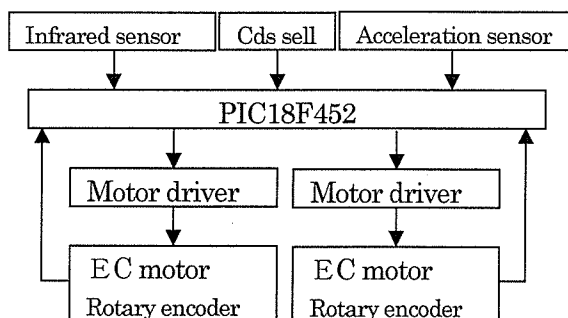 Infrared sensor
Cds sell
Acceleration sensor
PIC18F452
Motor driver
Motor driver
EC motor
Rotary encoder
EC motor
Rotary encoder